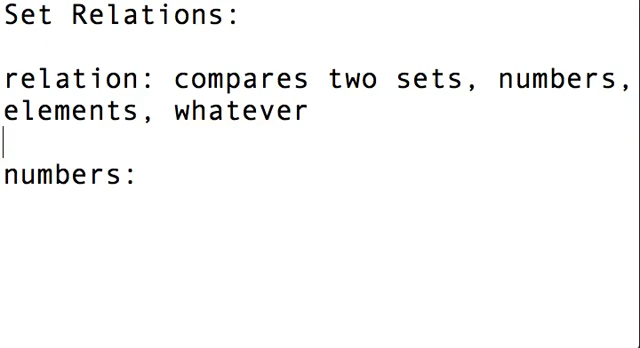 Set Relations:
relation: compares two sets, numbers,
elements, whatever
numbers: